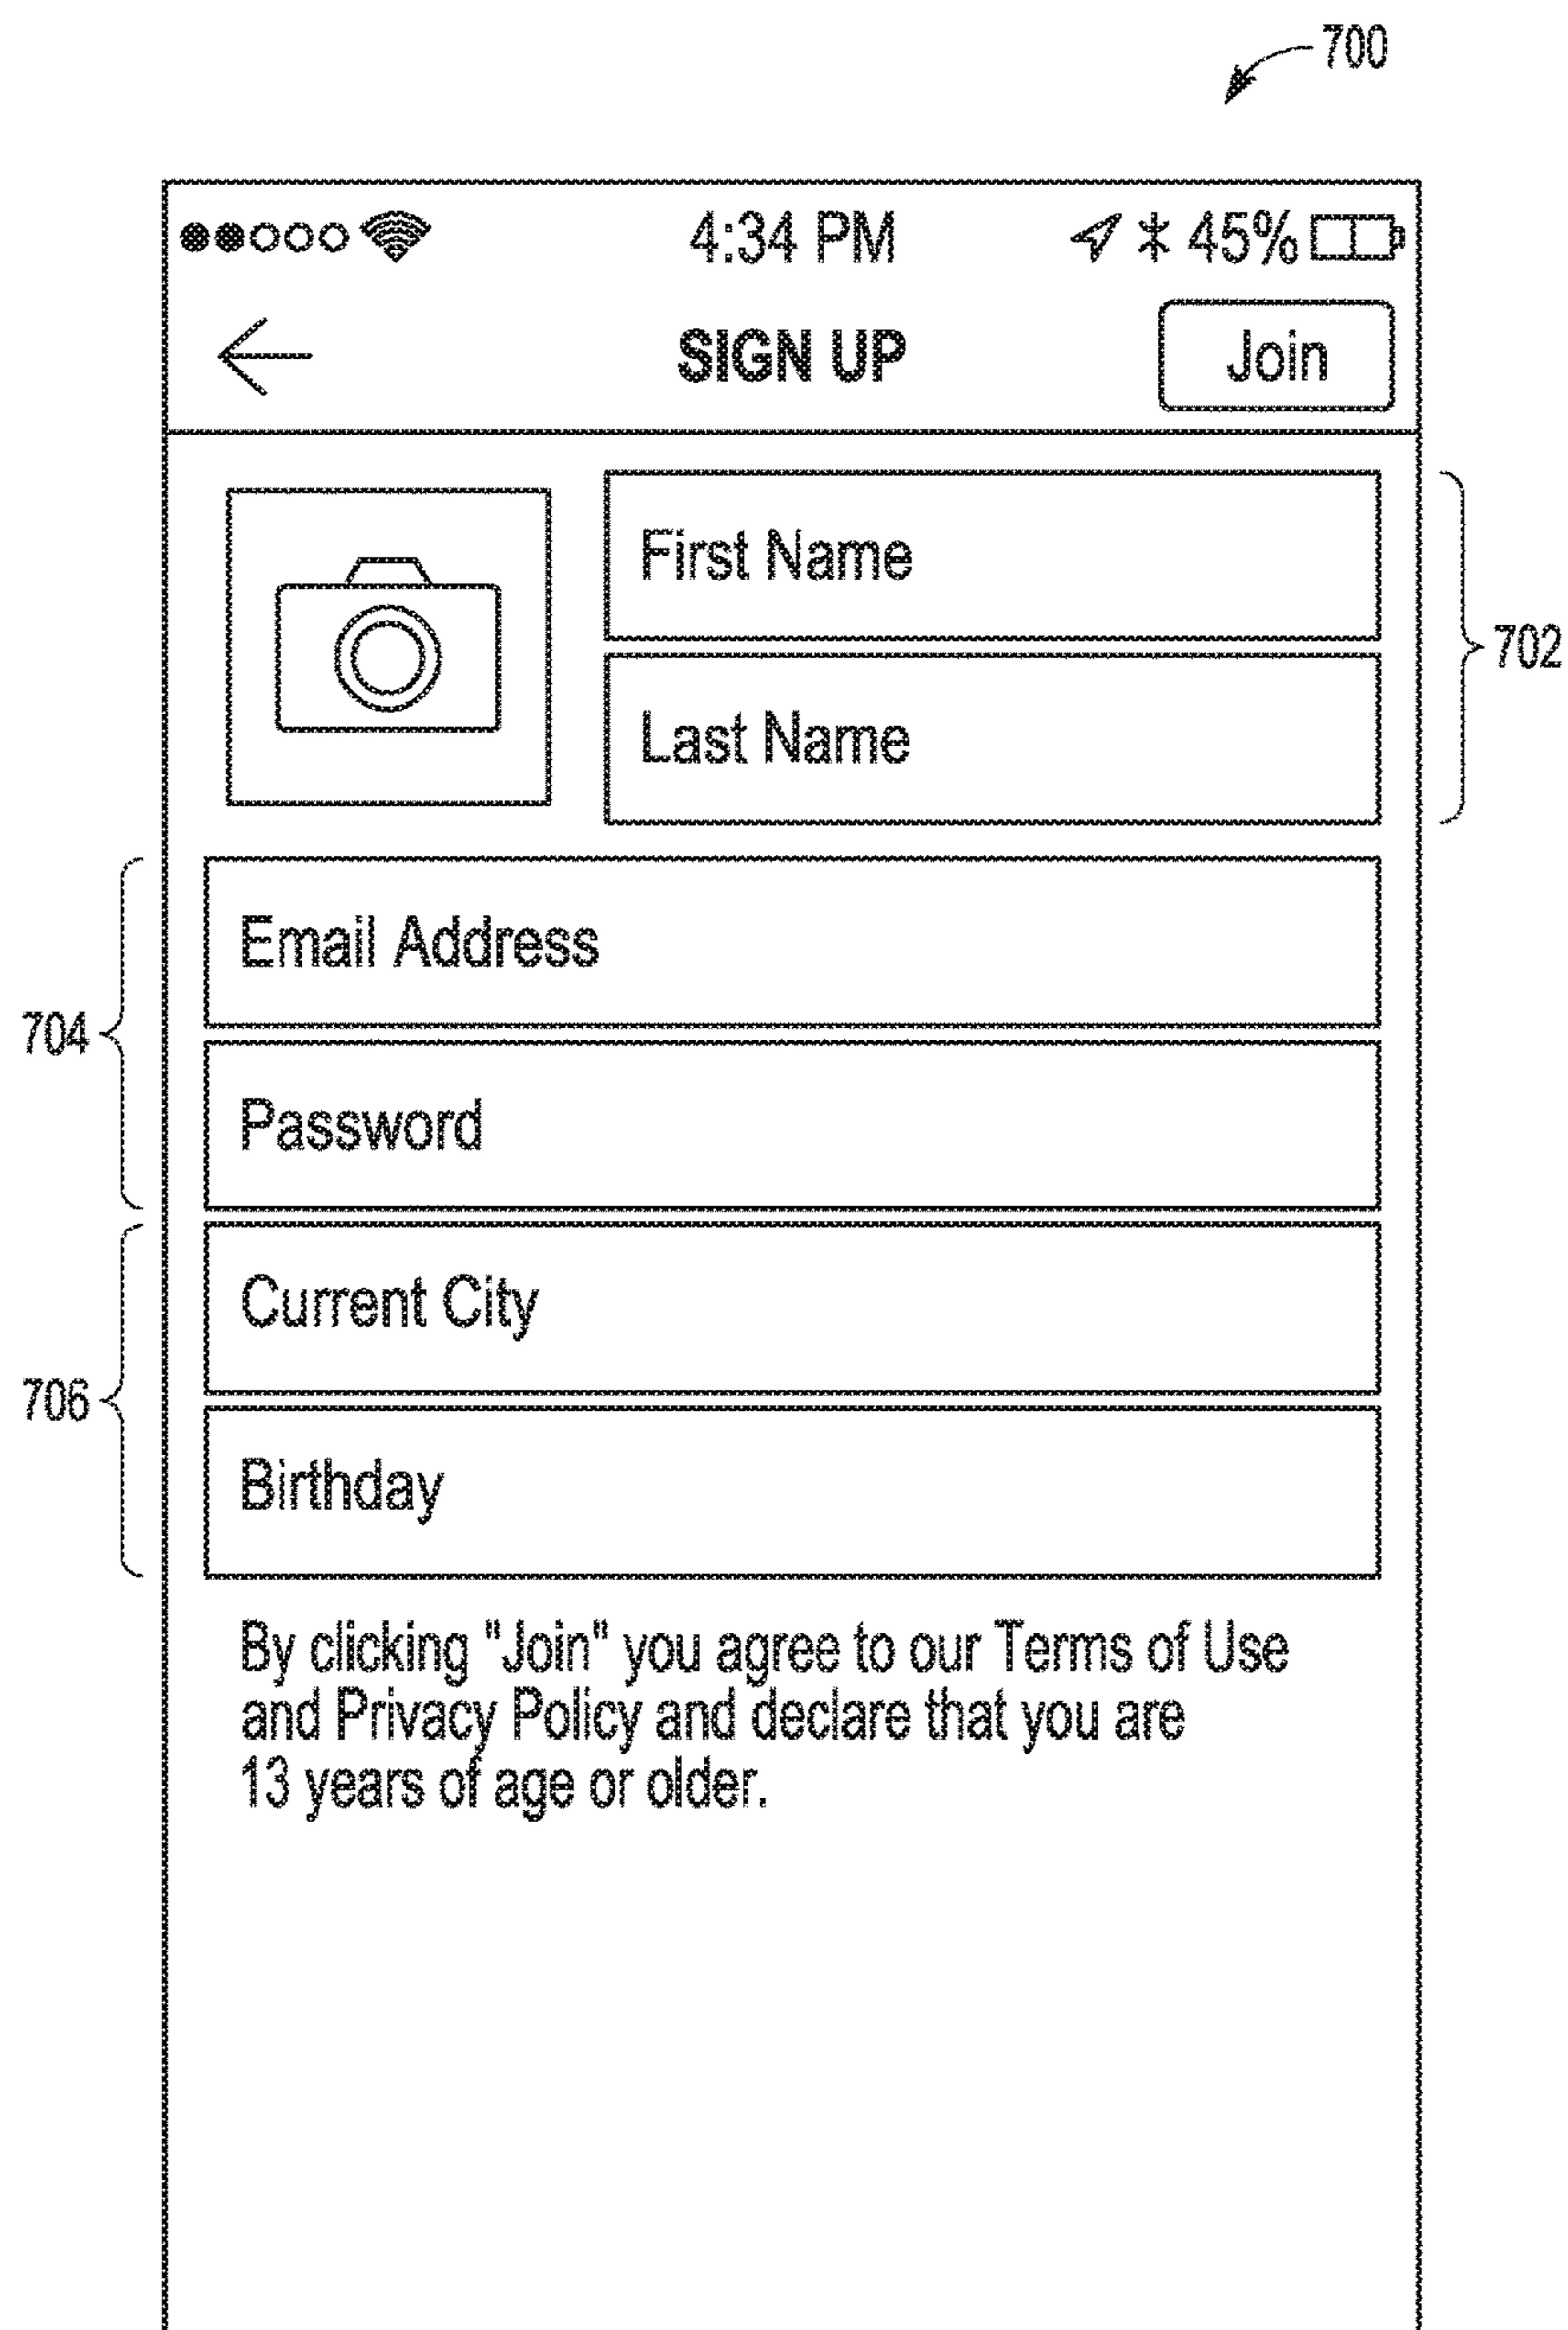 700
4:34 PM 45%
SIGN UP Join
First Name
702
Last Name
Email Address
704
Password
Current City
706
Birthday
By clicking "Join" you agree to our Terms of Use
and Privacy Policy and declare that you are
13 years of age or older.